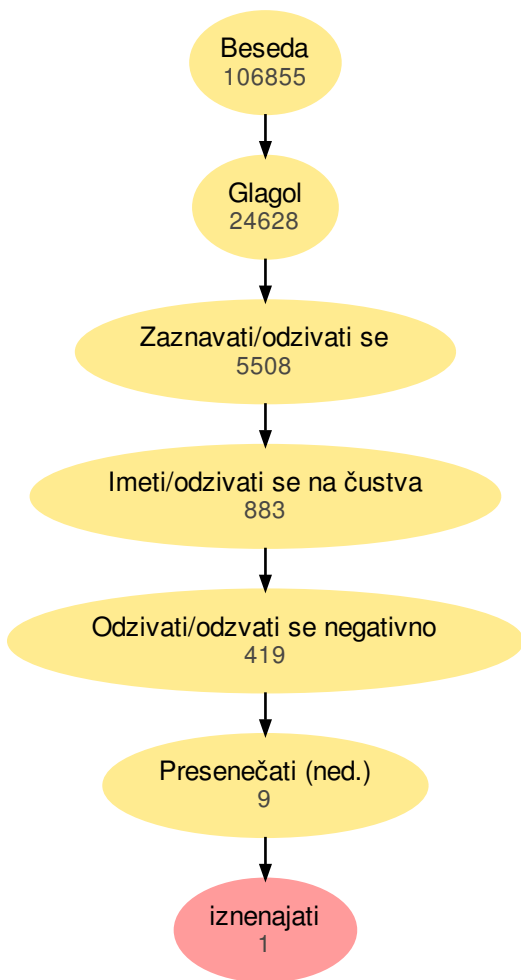 Beseda
106855
Glagol
24628
Zaznavati/odzivati se
5508
Imeti/odzivati se na čustva
883
Odzivati/odzvati se negativno
419
Presenečati (ned.)
9
iznenajati
1